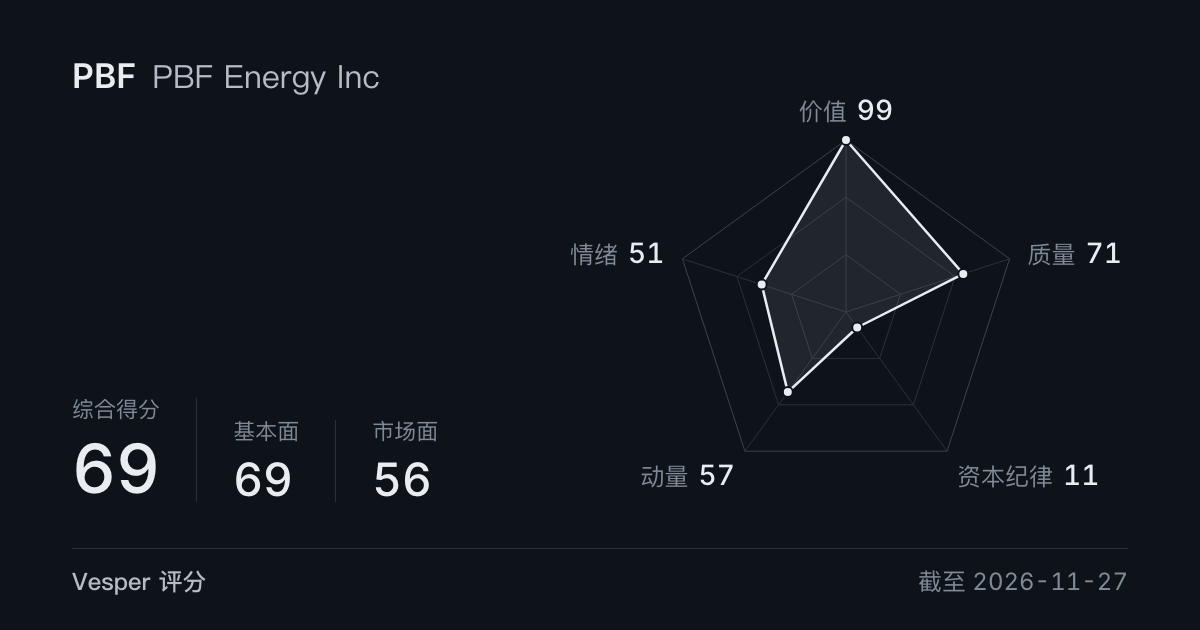 PBF PBF Energy Inc
价值 99
情绪 51
质量 71
动量 57
资本纪律 11
综合得分
69
基本面
69
市场面
56
Vesper 评分
截至 2026-11-27